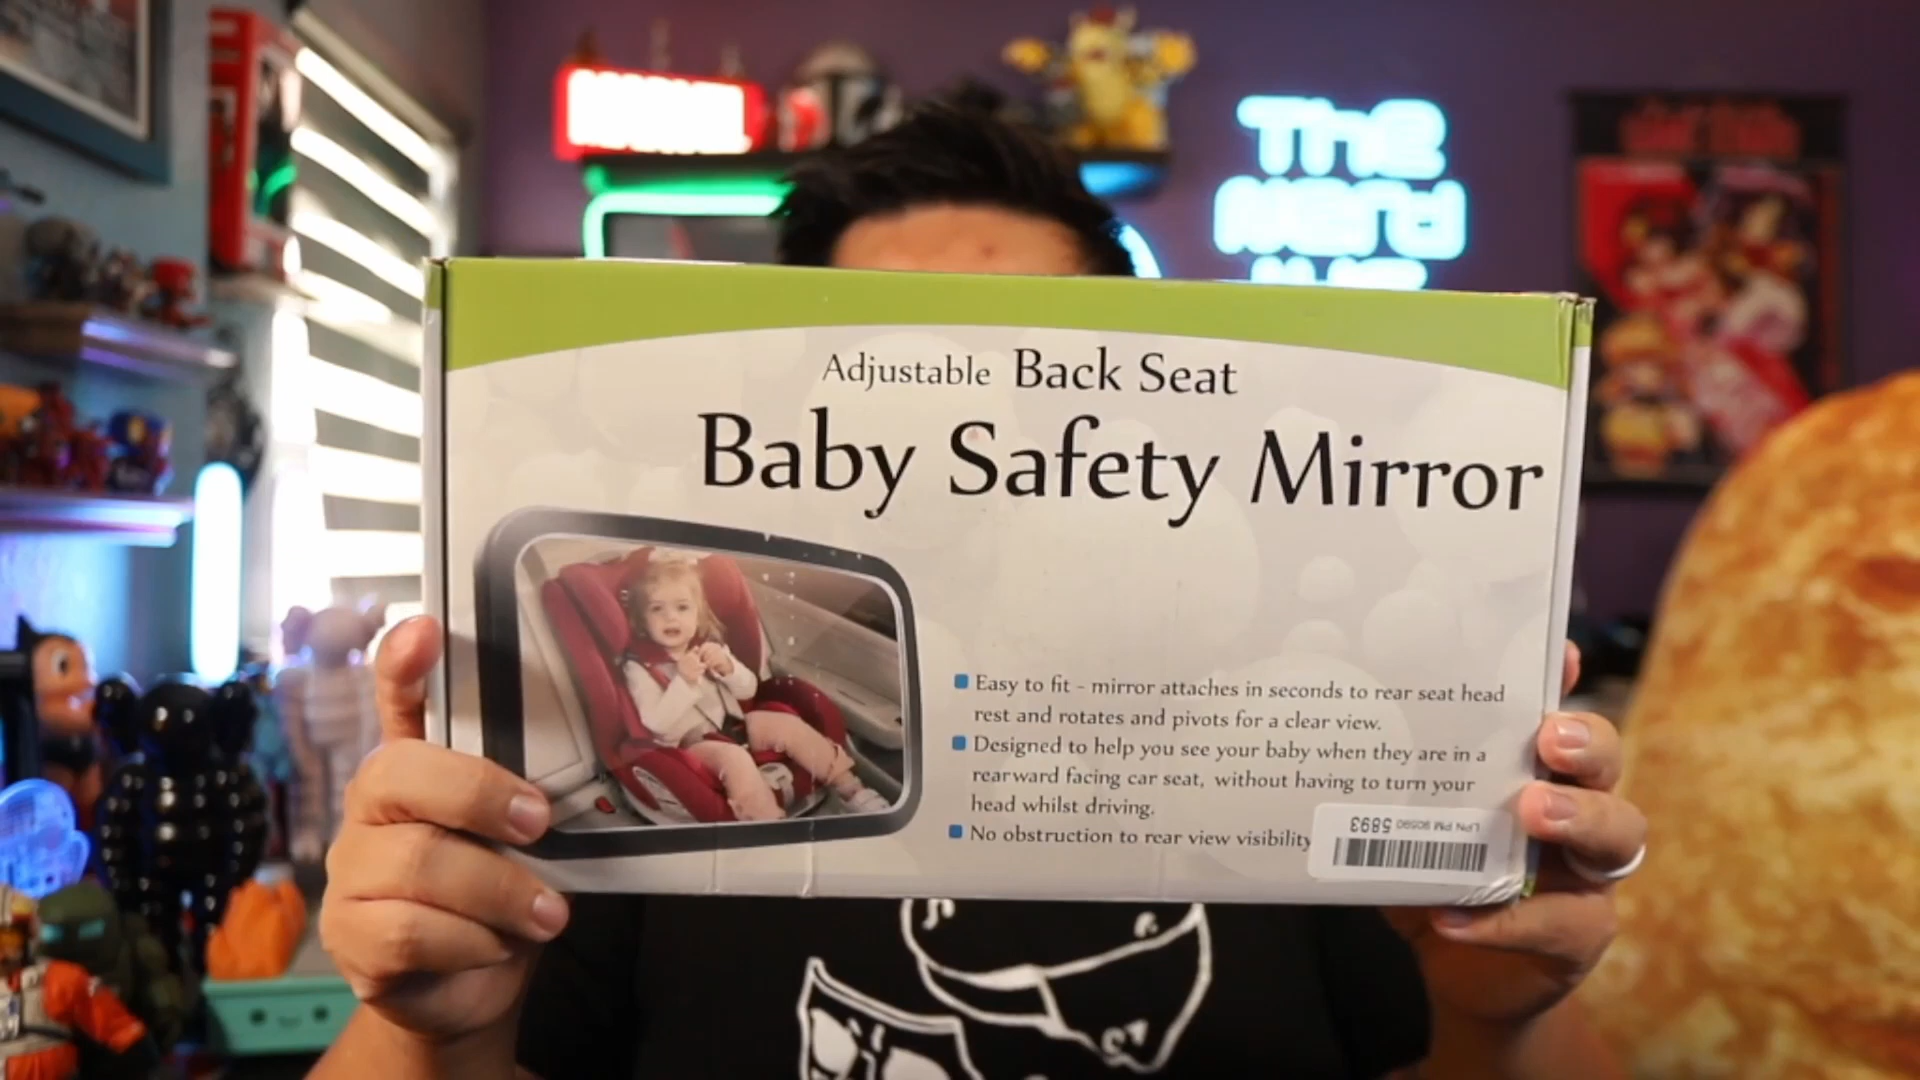 The
Nerd
Adjustable Back Seat
Baby Safety Mirror
Easy to fit - mirror attaches in seconds to rear seat head
rest and rotates and pivots for a clear view.
Designed to help you see your baby when they are in a
rearward facing car seat, without having to turn your
head whilst driving.
No obstruction to rear view visibility
LPN PM 90590 5893